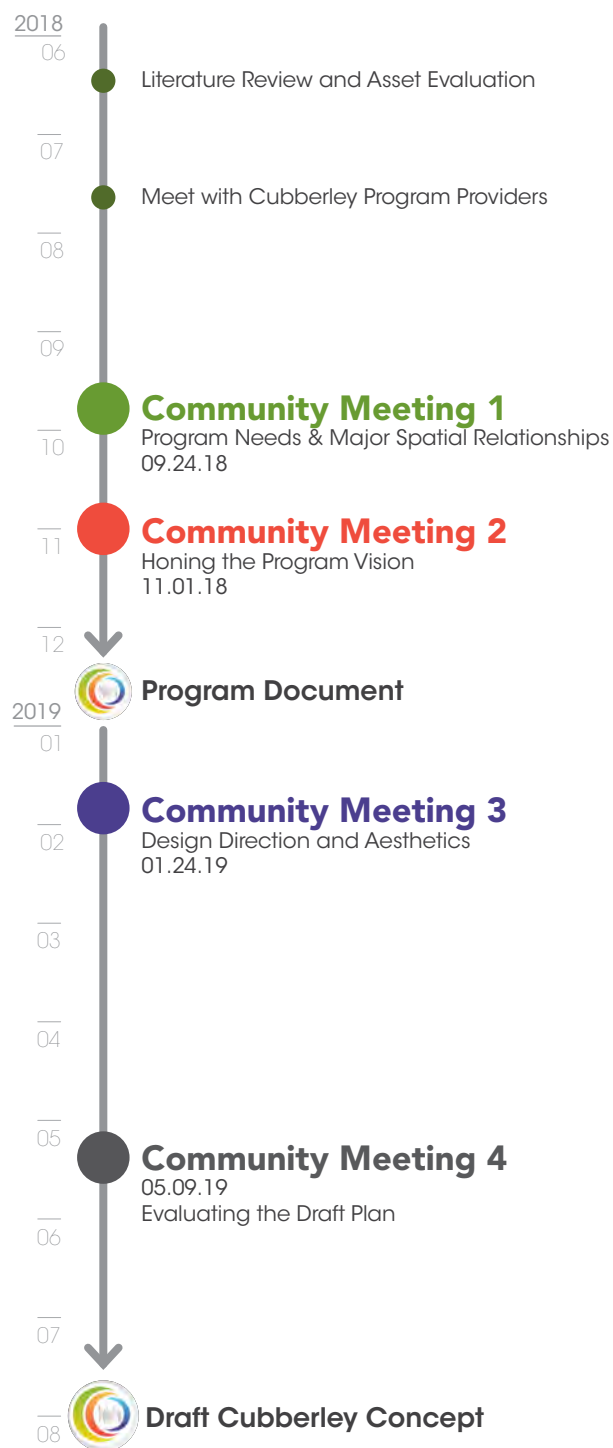 2018
06
Literature Review and Asset Evaluation
07
Meet with Cubberley Program Providers
08
09
Community Meeting 1
Program Needs & Major Spatial Relationships
10
09.24.18
Community Meeting 2
11
Honing the Program Vision
11.01.18
12
Program Document
2019
01
Community Meeting 3
02
Design Direction and Aesthetics
01.24.19
03
04
05
Community Meeting 4
05.09.19
Evaluating the Draft Plan
06
07
Draft Cubberley Concept
08